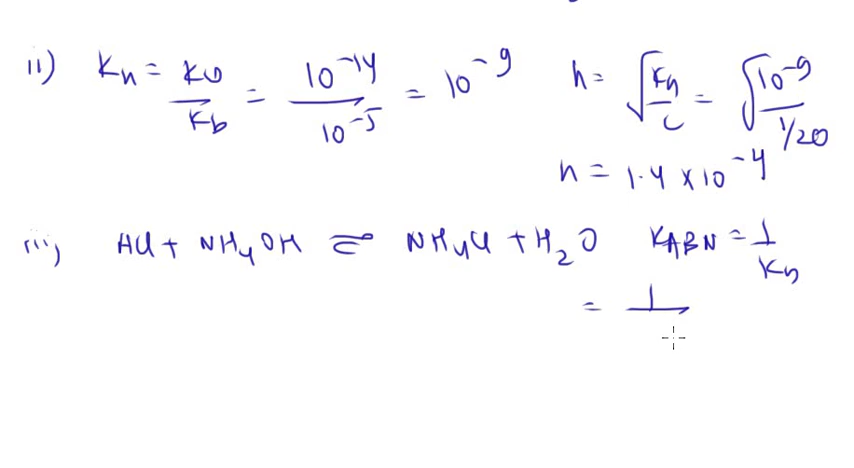 ii) Kh = Kw/Kb = 10^-14/10^-5 = 10^-9 h = √(Kh/C) = √(10^-9/(1/20))
h = 1.4 × 10^-4
iii) HCl + NH4OH ⇌ NH4Cl + H2O KABN = 1/Kh
= 1/